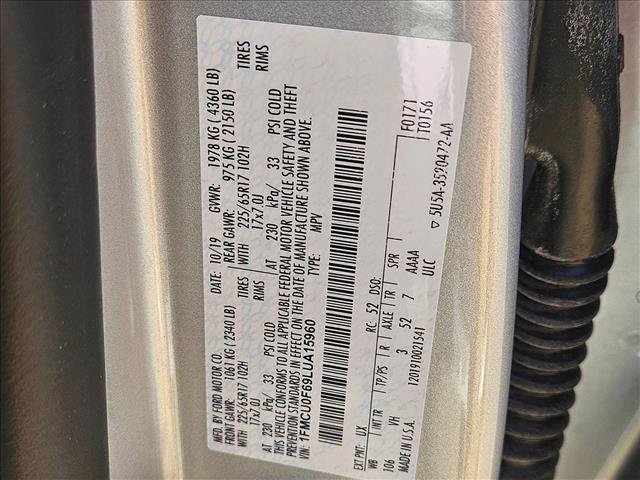 MFD. BY FORD MOTOR CO. DATE: 10/19 GVWR: 1978 KG ( 4360 LB)
FRONT GAWR: 1061 KG ( 2340 LB) REAR GAWR: 975 KG ( 2150 LB)
WITH 225/65R17 102H TIRES WITH 225/65R17 102H TIRES
17x7.0J RIMS 17x7.0J RIMS
AT 230 kPa/ 33 PSI COLD AT 230 kPa/ 33 PSI COLD
THIS VEHICLE CONFORMS TO ALL APPLICABLE FEDERAL MOTOR VEHICLE SAFETY AND THEFT
PREVENTION STANDARDS IN EFFECT ON THE DATE OF MANUFACTURE SHOWN ABOVE.
VIN: 1FMCU0F69LUA15960 TYPE: MPV
F0171
T0156
EXT PNT: UX RC: 52 DSO:
WB INT TR TP/PS R AXLE TR SPR
106 VH 3 52 7 AAAA
MADE IN U.S.A. 120191002154 ULC
5U5A-3520472-AA